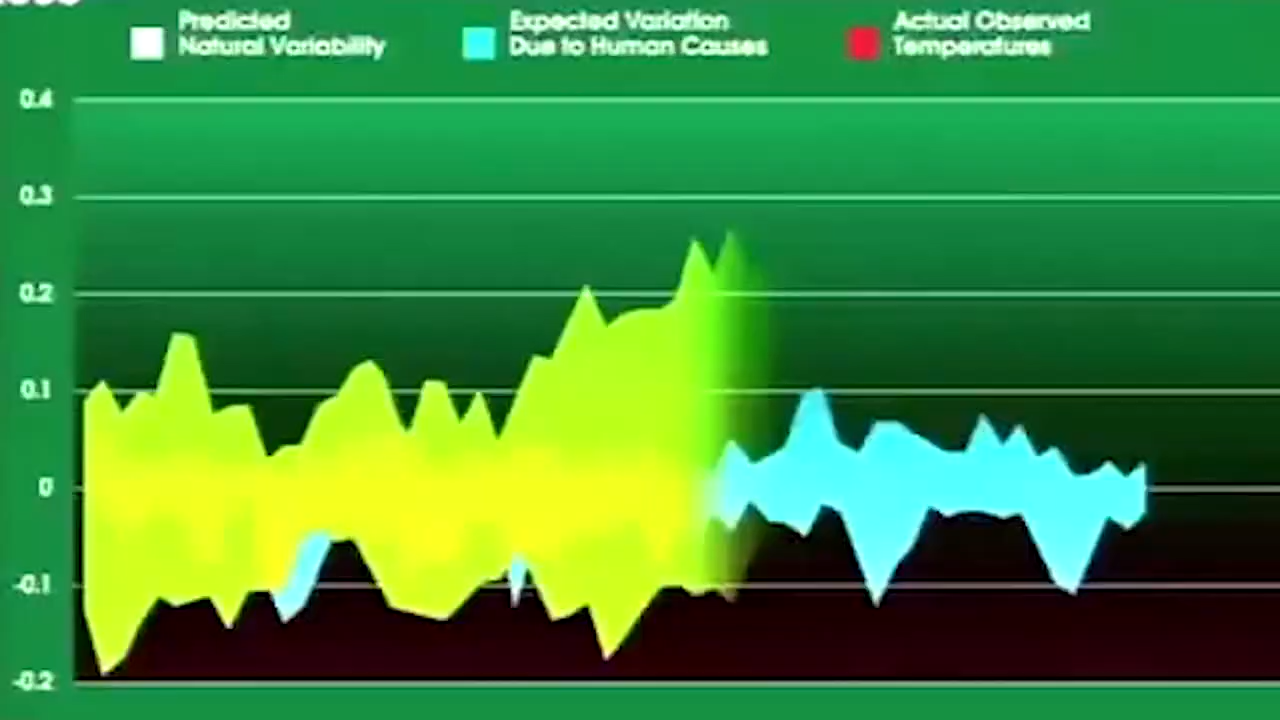 Predicted
Natural Variability
Expected Variation
Due to Human Causes
Actual Observed
Temperatures
0.4
0.3
0.2
0.1
0
-0.1
-0.2